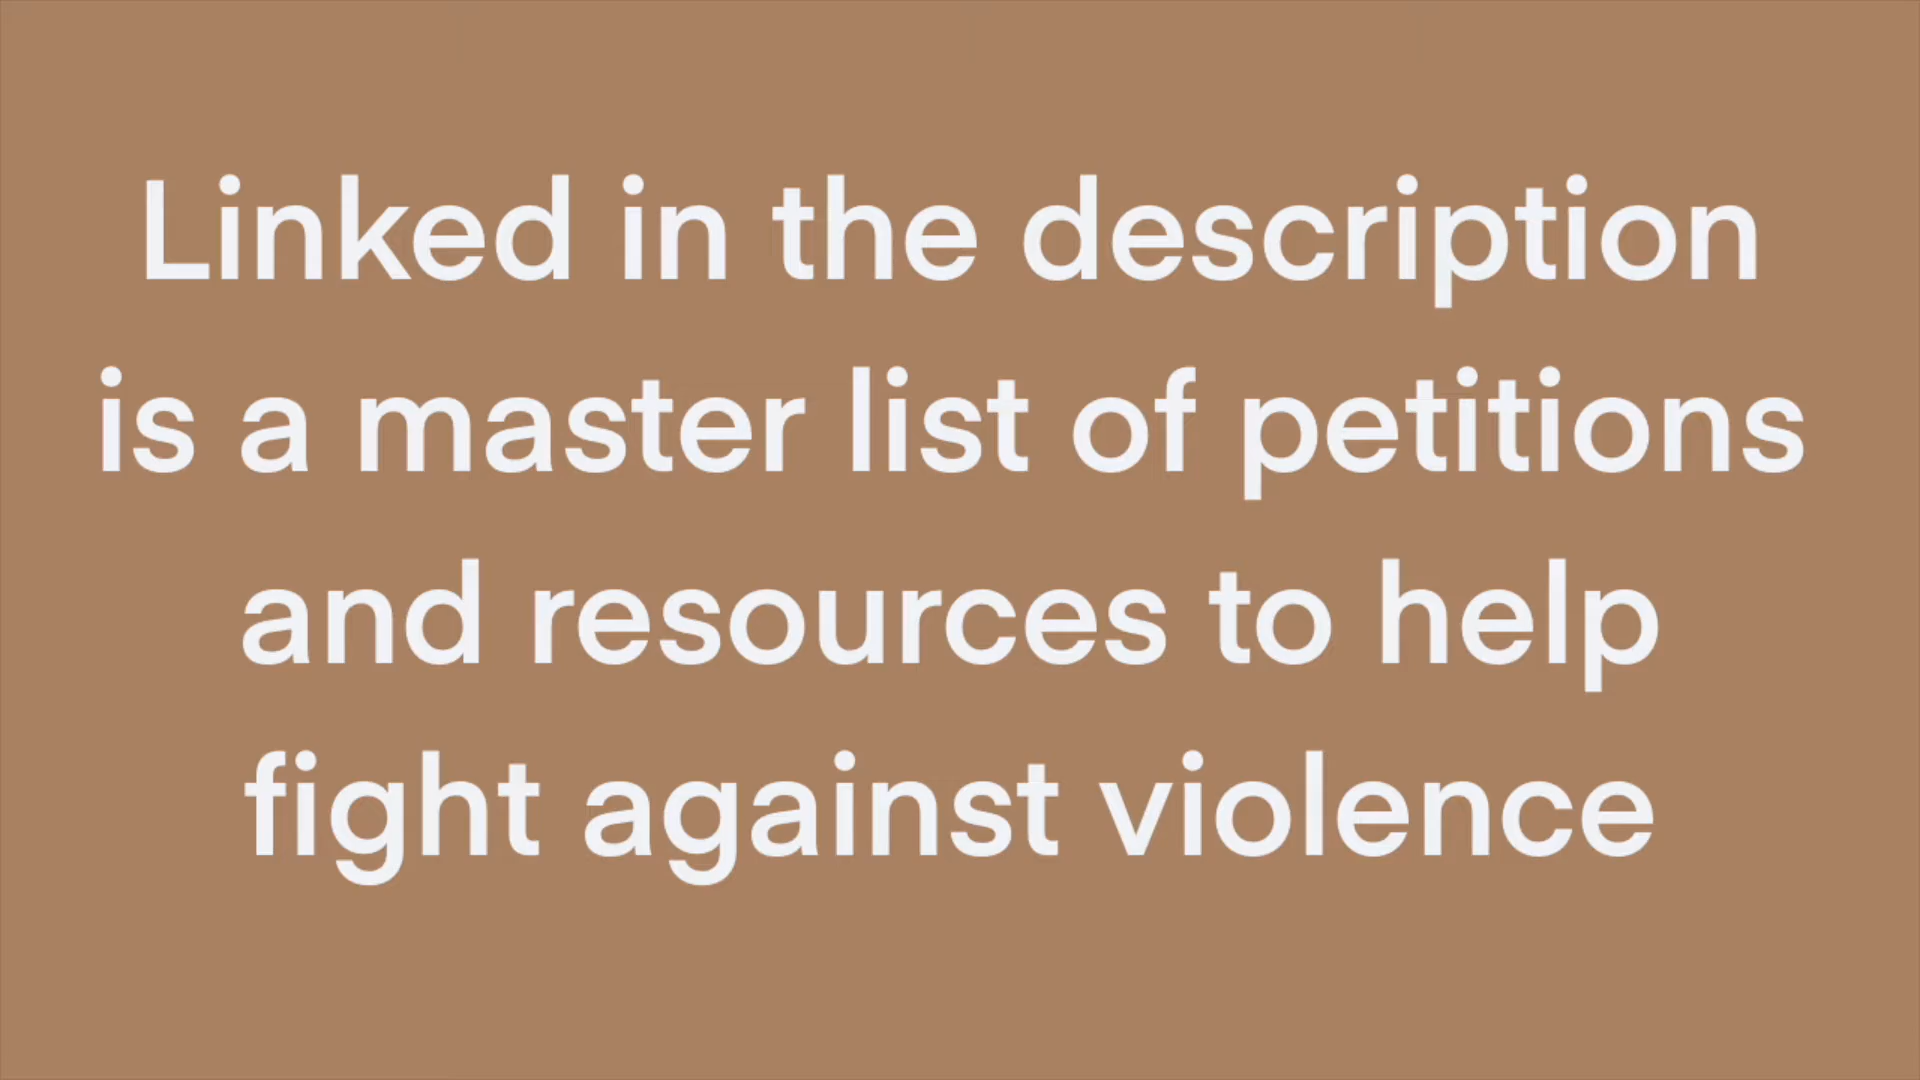 Linked in the description
is a master list of petitions
and resources to help
fight against violence